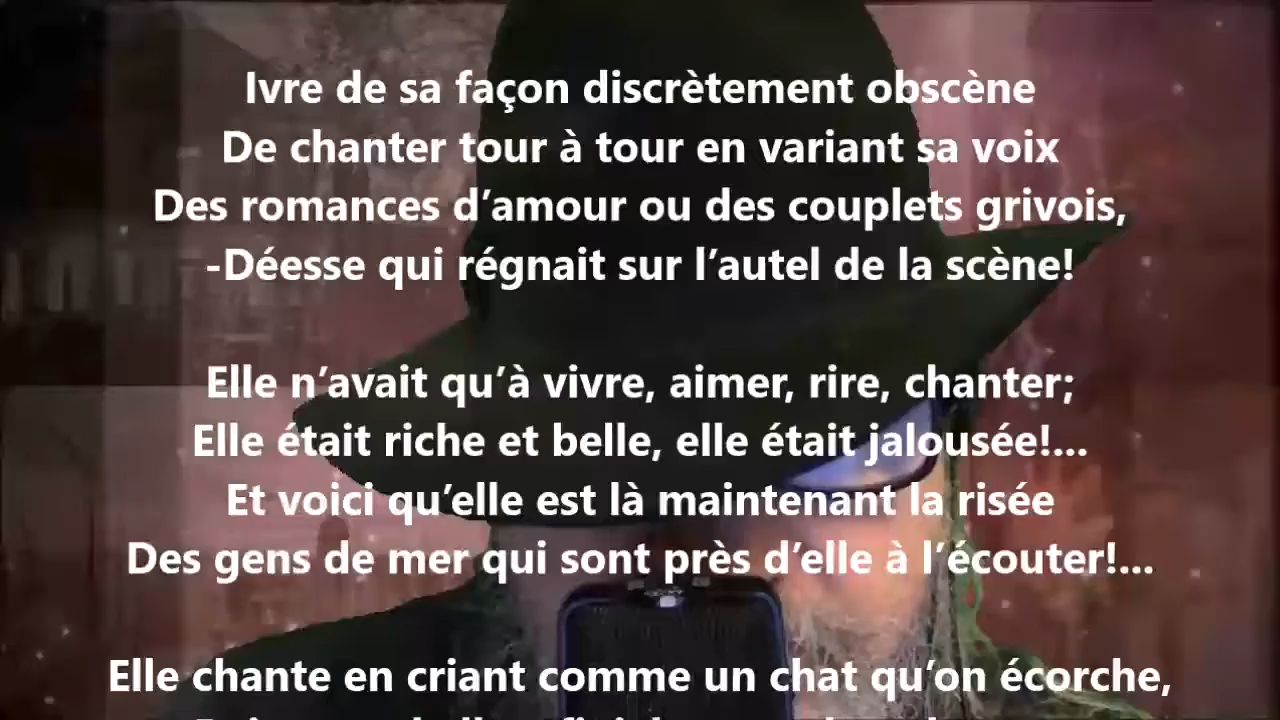 Ivre de sa façon discrètement obscène
De chanter tour à tour en variant sa voix
Des romances d’amour ou des couplets grivois,
-Déesse qui régnait sur l’autel de la scène!
Elle n’avait qu’à vivre, aimer, rire, chanter;
Elle était riche et belle, elle était jalousée!...
Et voici qu’elle est là maintenant la risée
Des gens de mer qui sont près d’elle à l’écouter!...
Elle chante en criant comme un chat qu’on écorche,